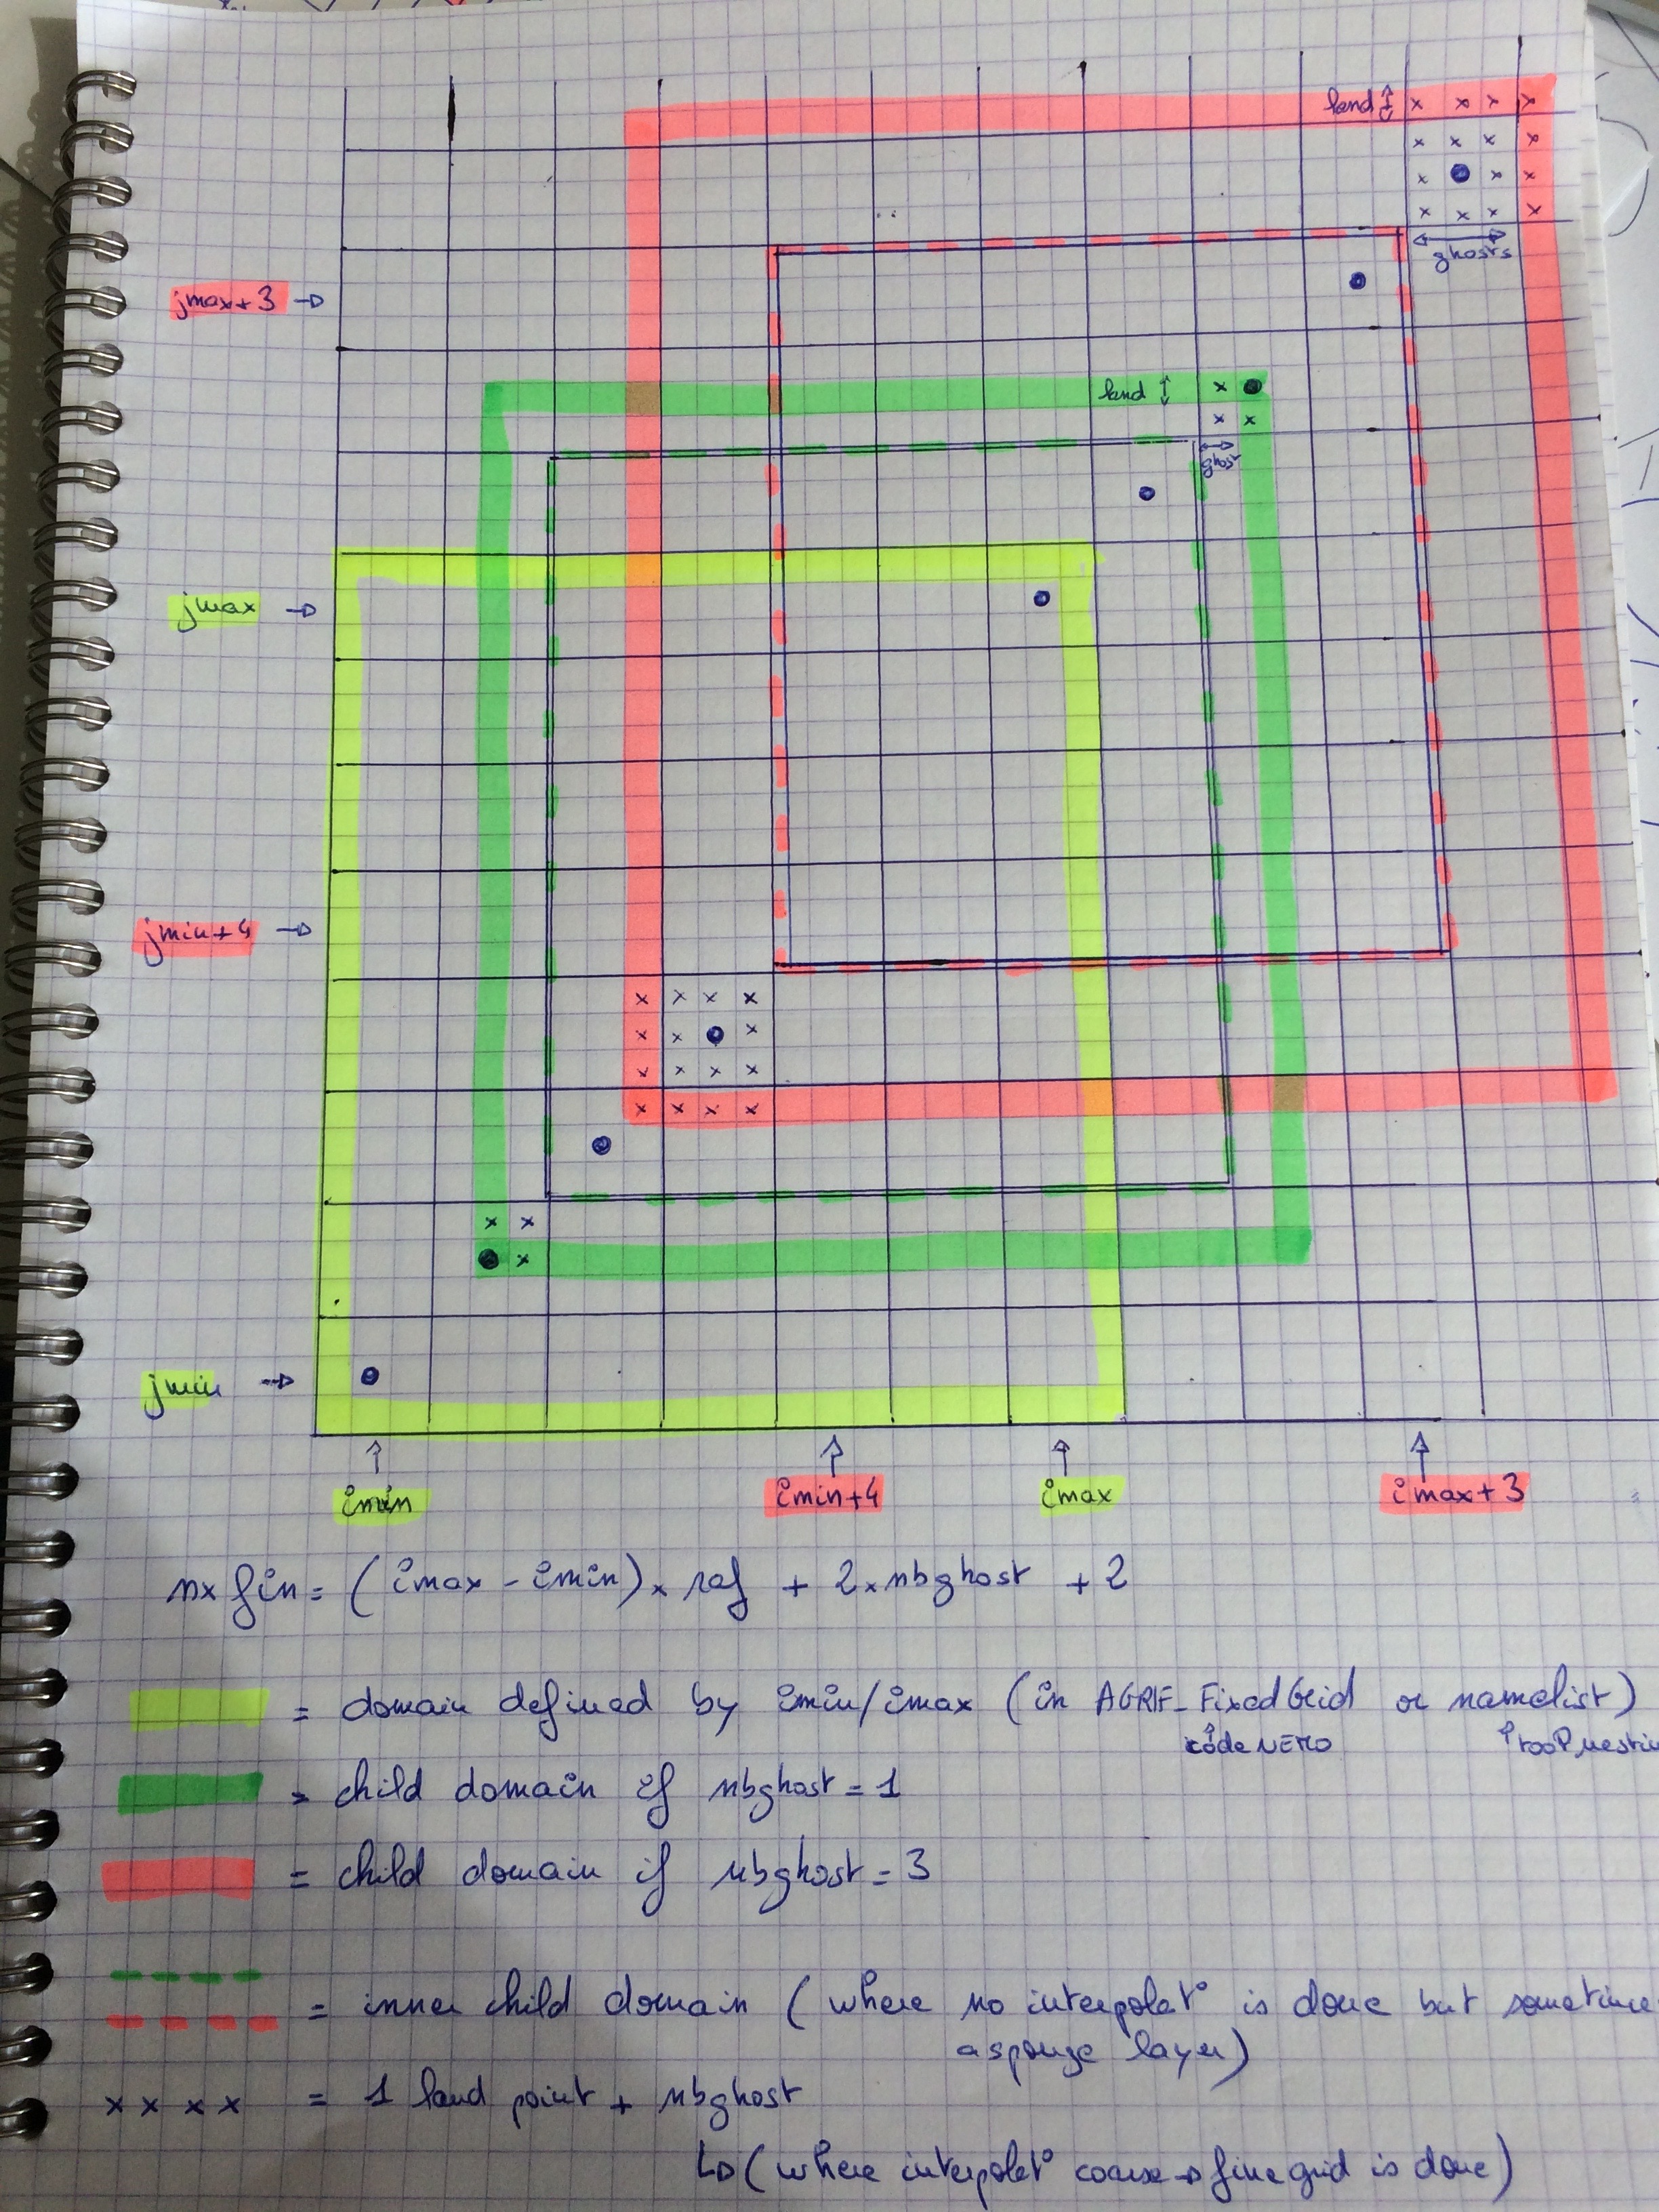 land
ghosts
jmax+3 →
land
ghost
jmax →
jmin+4 →
jmin →
imin
imin+4
imax
imax+3
nx fin = (imax - imin) × raf + 2 × nbghost + 2
= domain defined by imin/imax (in AGRIF_FixedGrid or namelist)
code NEMO
= child domain if nbghost = 1
= child domain if nbghost = 3
= inner child domain (where no interpolat° is done but sometime
a sponge layer)
x x x x = 1 land point + nbghost
↳ (where interpolat° coarse → fine grid is done)